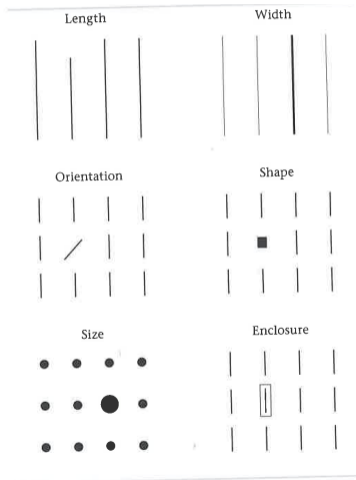 Length
Width
Orientation
Shape
Size
Enclosure